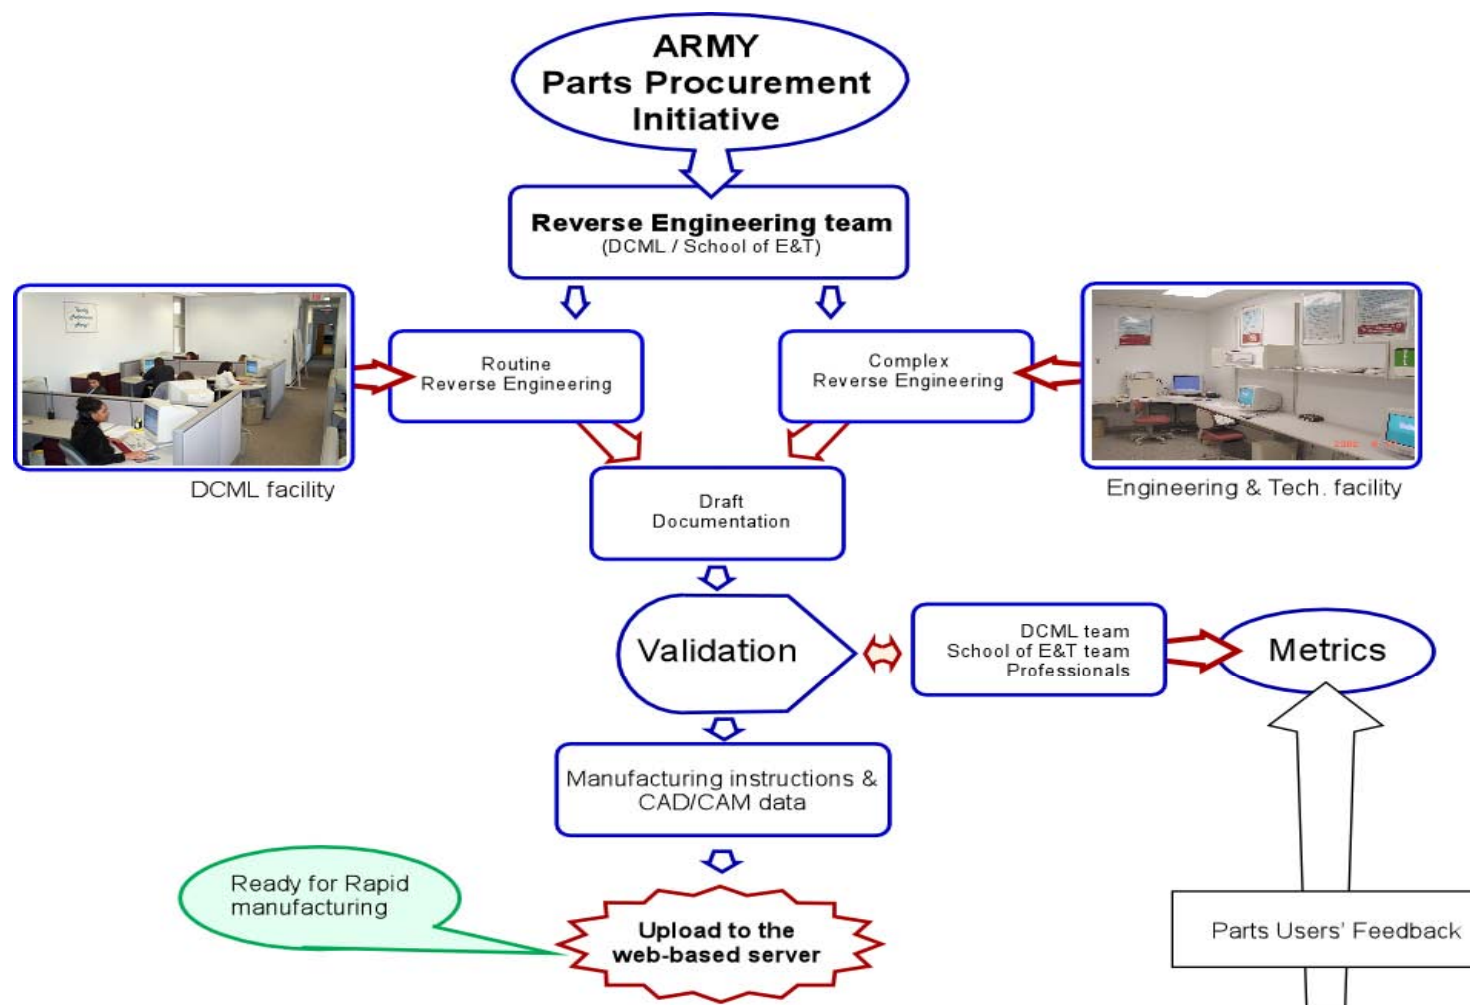 ARMY
Parts Procurement
Initiative
Reverse Engineering team
(DCML / School of E&T)
Routine
Reverse Engineering
Complex
Reverse Engineering
DCML facility
Engineering & Tech. facility
Draft
Documentation
Validation
DCML team
School of E&T team
Professionals
Metrics
Manufacturing instructions &
CAD/CAM data
Ready for Rapid
manufacturing
Upload to the
web-based server
Parts Users' Feedback